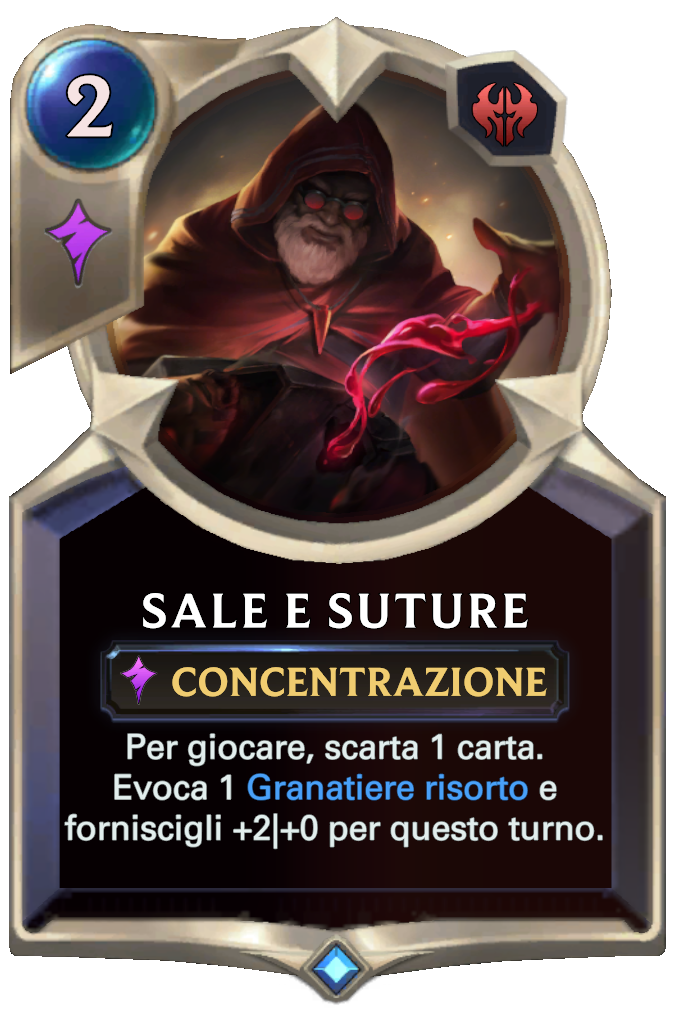 2
SALE E SUTURE
CONCENTRAZIONE
Per giocare, scarta 1 carta.
Evoca 1 Granatiere risorto e
forniscigli +2|+0 per questo turno.